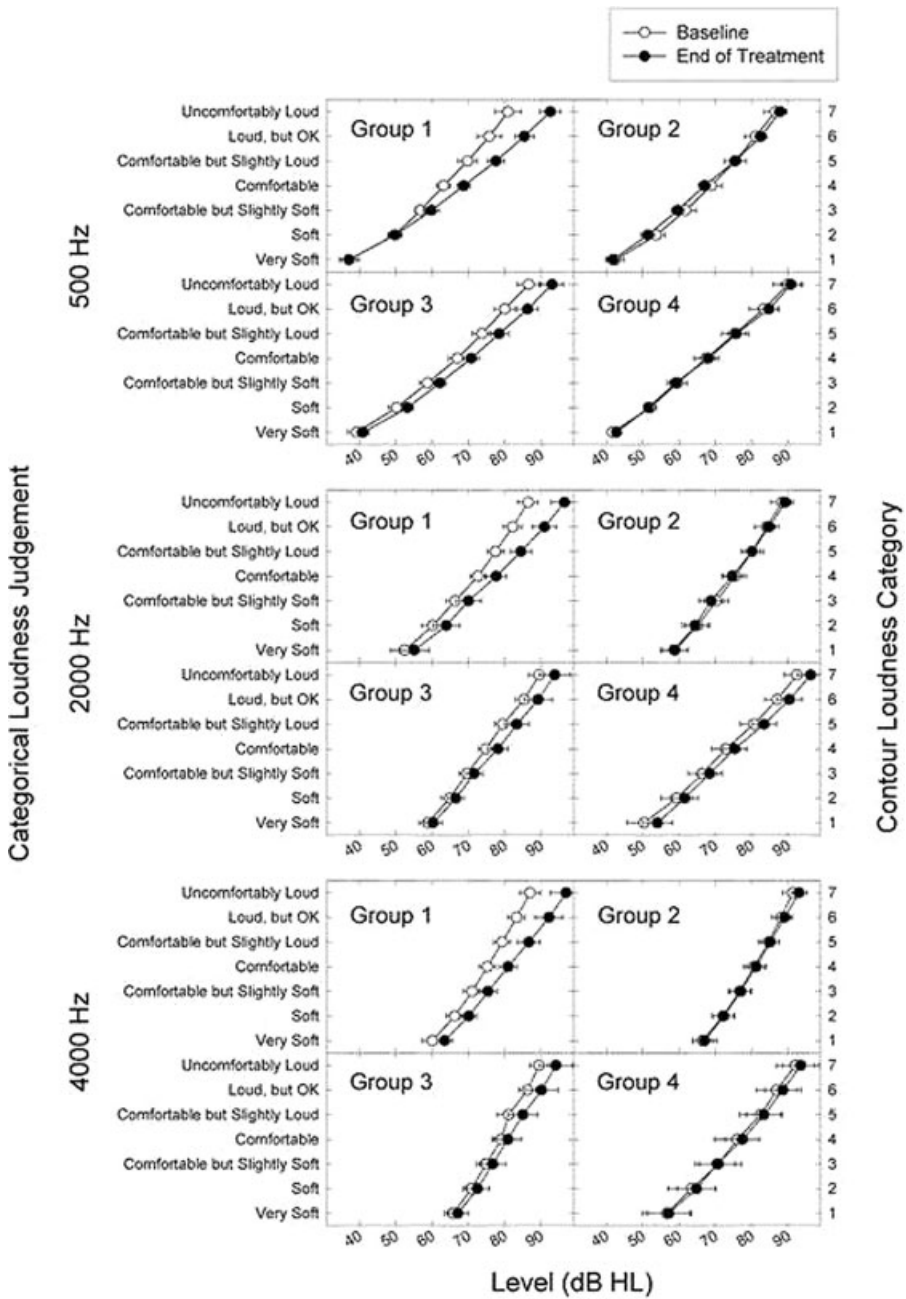 Baseline
End of Treatment
Categorical Loudness Judgement
Contour Loudness Category
500 Hz
Uncomfortably Loud
Loud, but OK
Comfortable but Slightly Loud
Comfortable
Comfortable but Slightly Soft
Soft
Very Soft
Group 1
Group 2
7
6
5
4
3
2
1
Uncomfortably Loud
Loud, but OK
Comfortable but Slightly Loud
Comfortable
Comfortable but Slightly Soft
Soft
Very Soft
Group 3
Group 4
7
6
5
4
3
2
1
40 50 60 70 80 90 40 50 60 70 80 90
2000 Hz
Uncomfortably Loud
Loud, but OK
Comfortable but Slightly Loud
Comfortable
Comfortable but Slightly Soft
Soft
Very Soft
Group 1
Group 2
7
6
5
4
3
2
1
Uncomfortably Loud
Loud, but OK
Comfortable but Slightly Loud
Comfortable
Comfortable but Slightly Soft
Soft
Very Soft
Group 3
Group 4
7
6
5
4
3
2
1
40 50 60 70 80 90 40 50 60 70 80 90
4000 Hz
Uncomfortably Loud
Loud, but OK
Comfortable but Slightly Loud
Comfortable
Comfortable but Slightly Soft
Soft
Very Soft
Group 1
Group 2
7
6
5
4
3
2
1
Uncomfortably Loud
Loud, but OK
Comfortable but Slightly Loud
Comfortable
Comfortable but Slightly Soft
Soft
Very Soft
Group 3
Group 4
7
6
5
4
3
2
1
40 50 60 70 80 90 40 50 60 70 80 90
Level (dB HL)